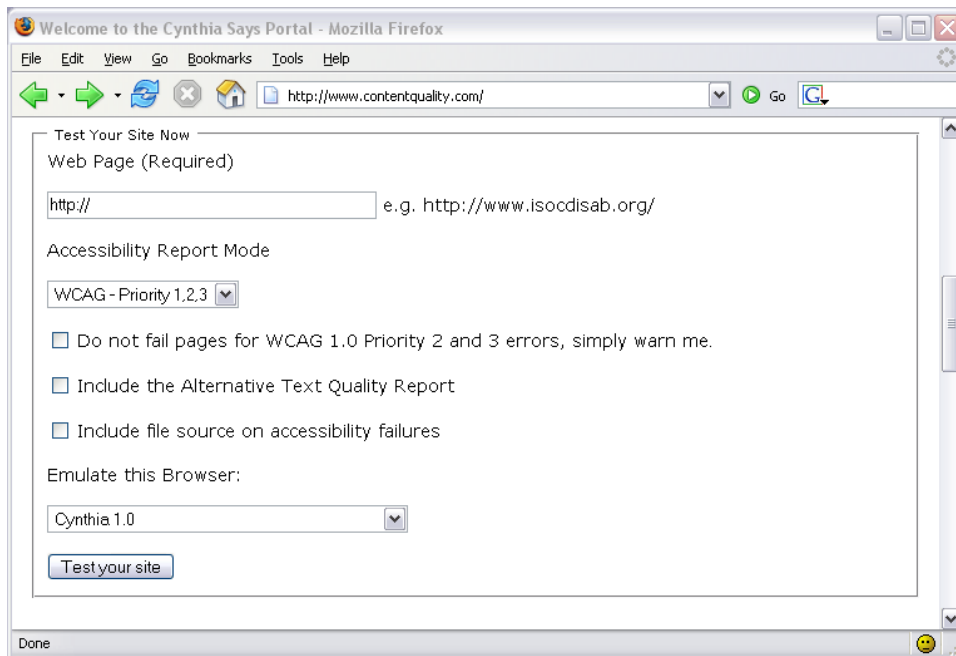 Welcome to the Cynthia Says Portal - Mozilla Firefox
File Edit View Go Bookmarks Tools Help
http://www.contentquality.com/ Go G
Test Your Site Now
Web Page (Required)
http:// e.g. http://www.isocdisab.org/
Accessibility Report Mode
WCAG - Priority 1,2,3
Do not fail pages for WCAG 1.0 Priority 2 and 3 errors, simply warn me.
Include the Alternative Text Quality Report
Include file source on accessibility failures
Emulate this Browser:
Cynthia 1.0
Test your site
Done